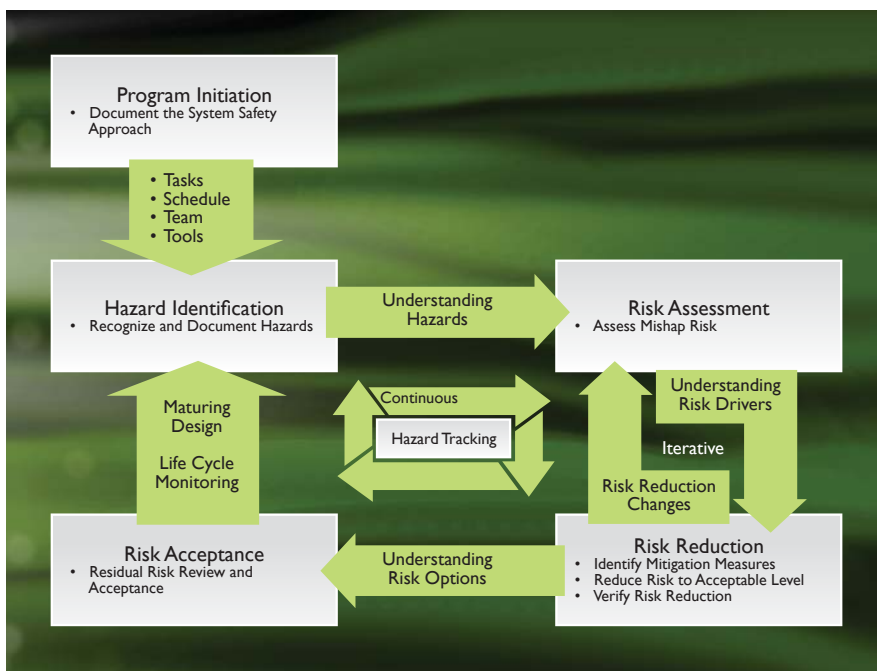 Program Initiation
• Document the System Safety
Approach
• Tasks
• Schedule
• Team
• Tools
Hazard Identification
• Recognize and Document Hazards
Understanding
Hazards
Risk Assessment
• Assess Mishap Risk
Maturing
Design
Life Cycle
Monitoring
Continuous
Hazard Tracking
Understanding
Risk Drivers
Iterative
Risk Reduction
Changes
Risk Acceptance
• Residual Risk Review and
Acceptance
Understanding
Risk Options
Risk Reduction
• Identify Mitigation Measures
• Reduce Risk to Acceptable Level
• Verify Risk Reduction